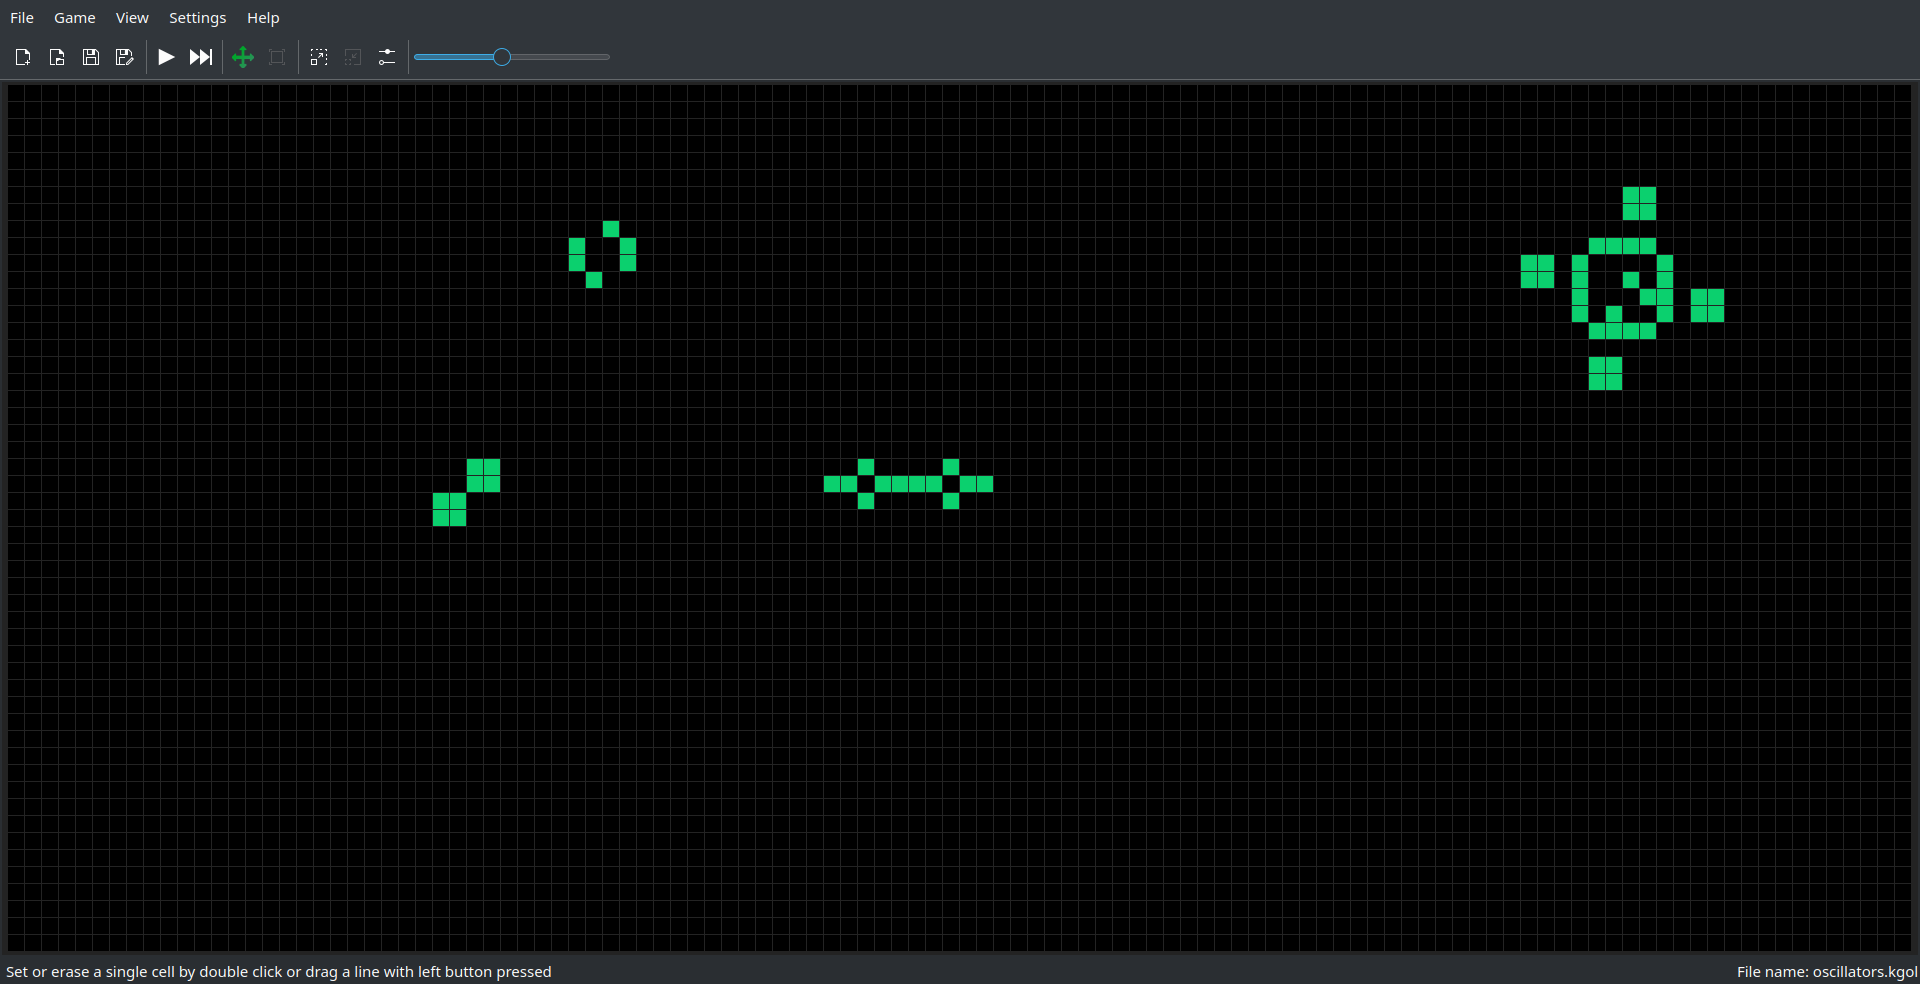 File Game View Settings Help
Set or erase a single cell by double click or drag a line with left button pressed
File name: oscillators.kgol